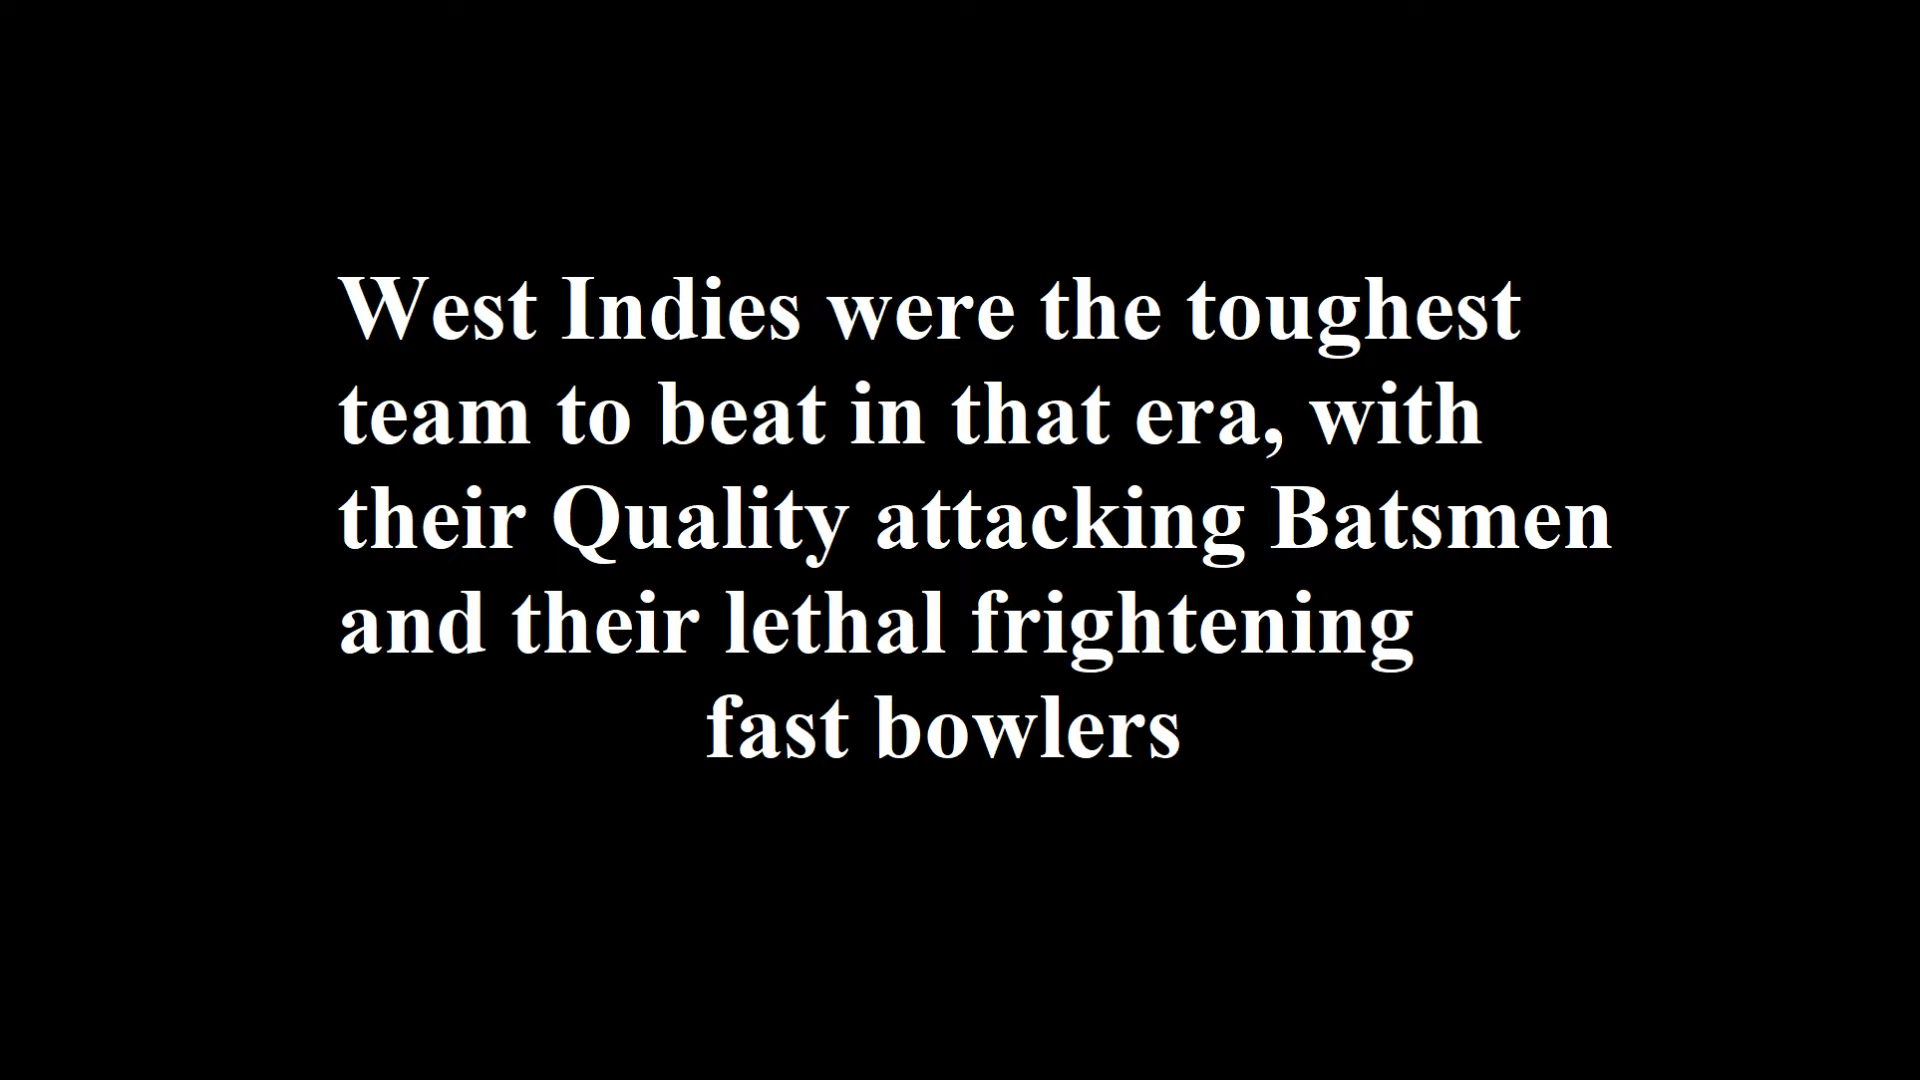 West Indies were the toughest
team to beat in that era, with
their Quality attacking Batsmen
and their lethal frightening
fast bowlers